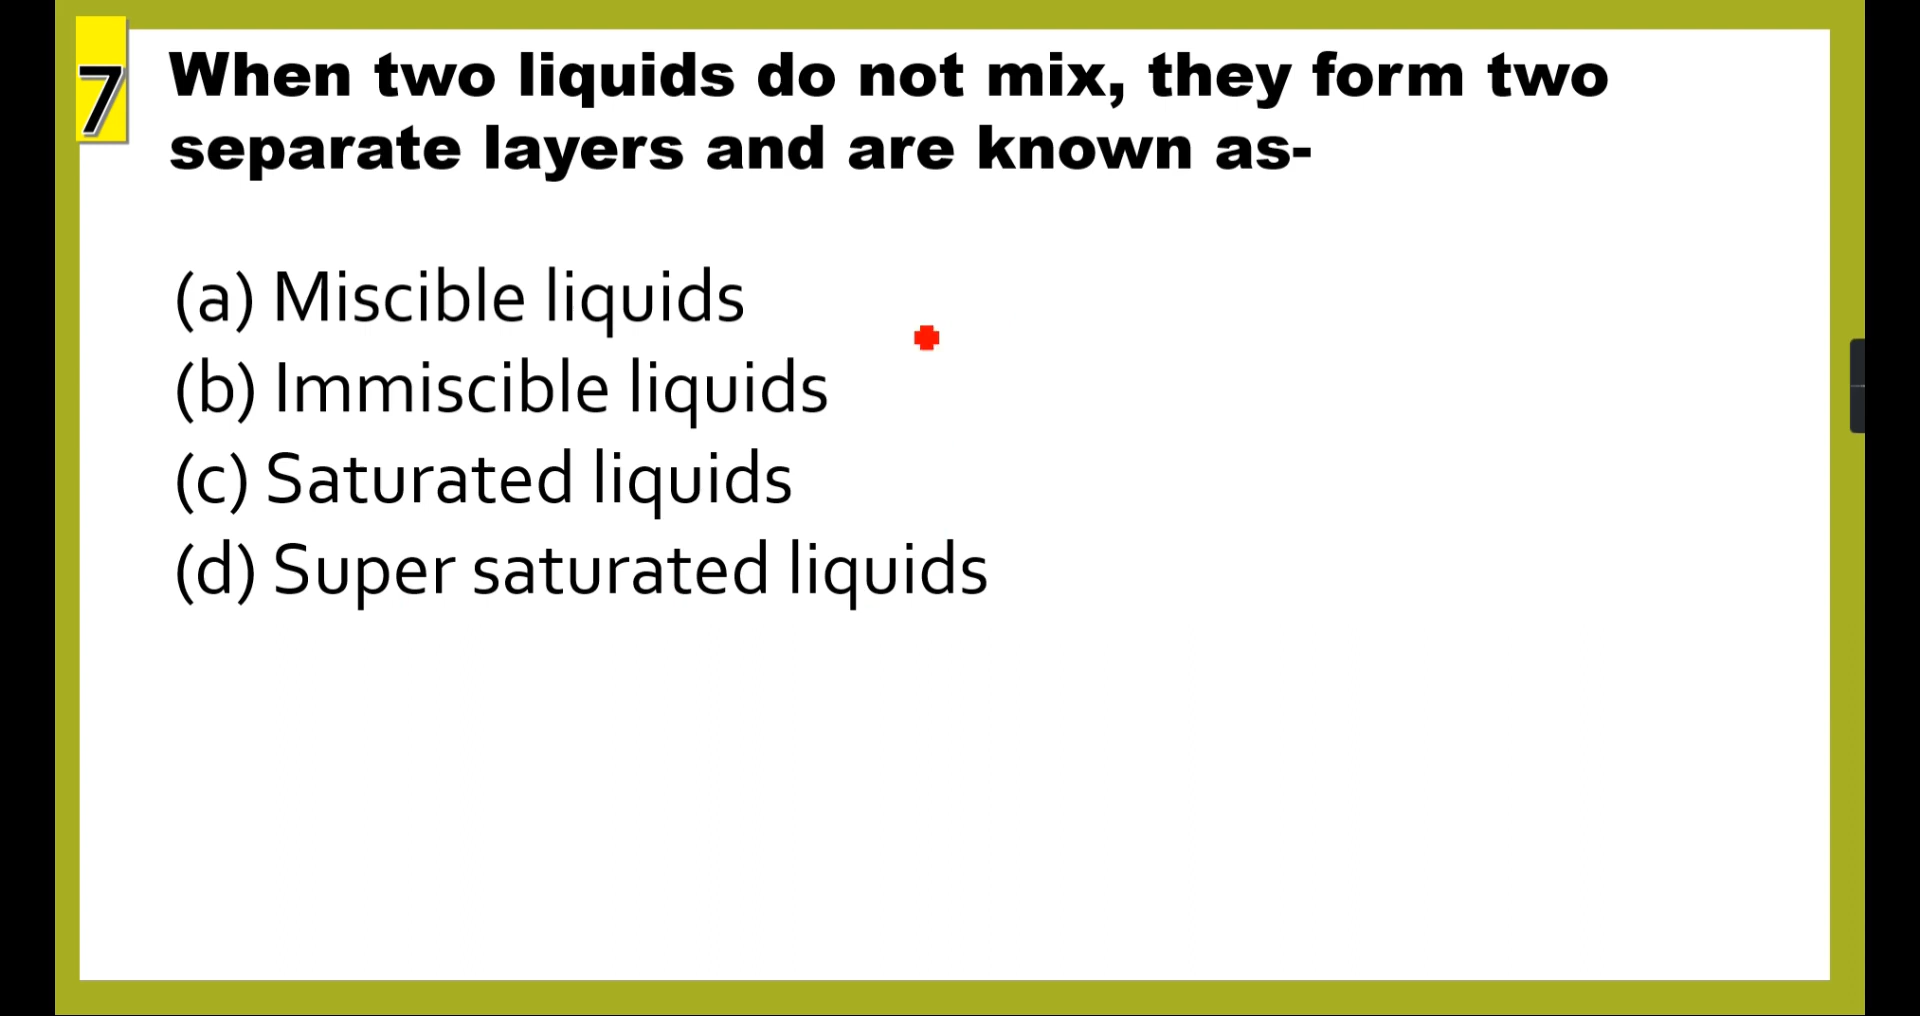 7
When two liquids do not mix, they form two
separate layers and are known as-
(a) Miscible liquids
(b) Immiscible liquids
(c) Saturated liquids
(d) Super saturated liquids